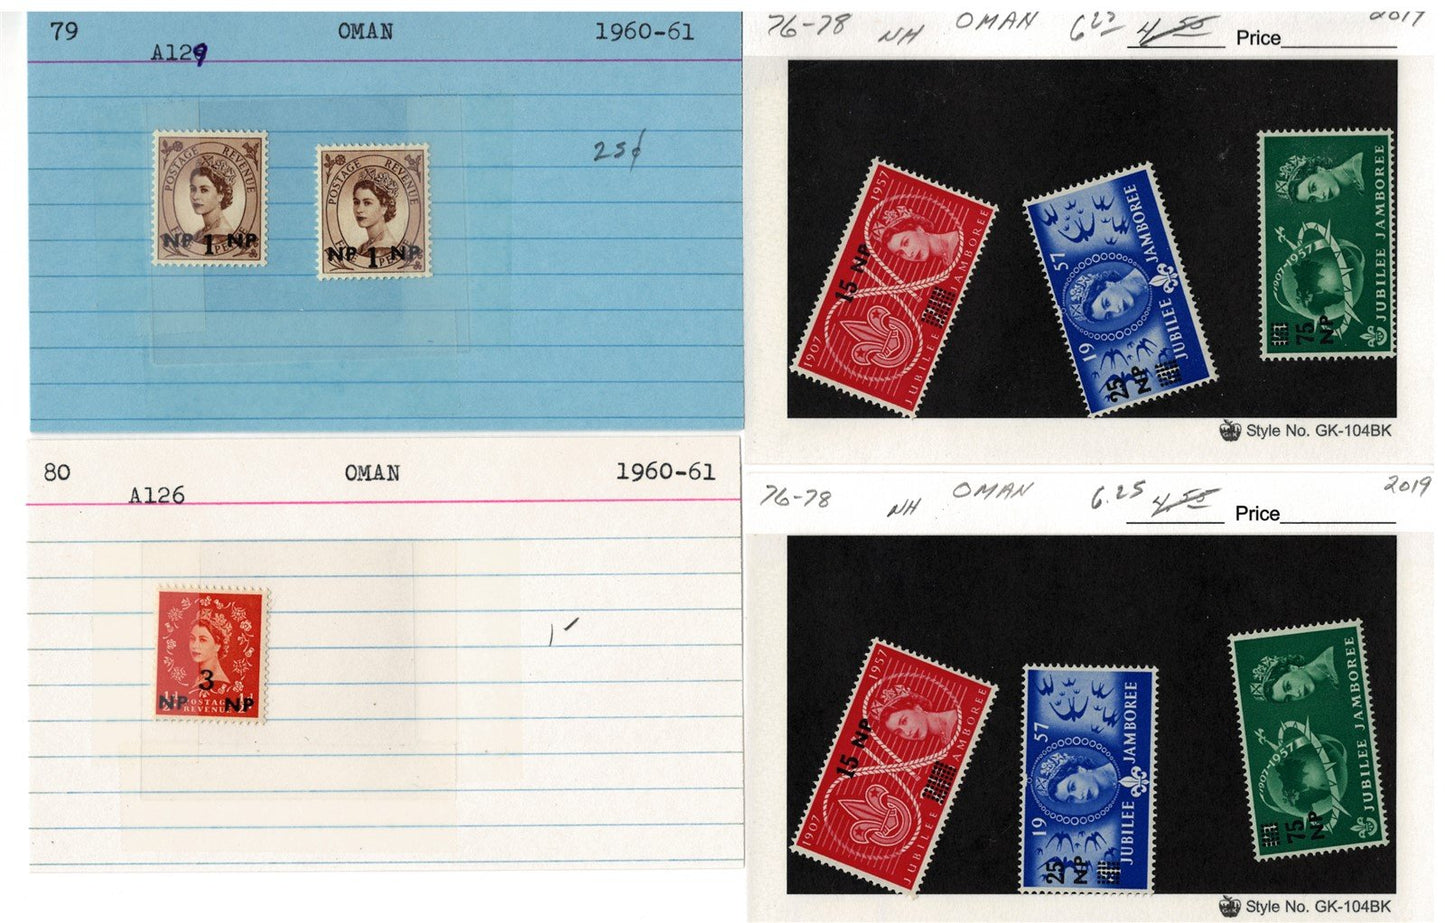 79 OMAN 1960-61
A129
25¢
POSTAGE REVENUE
NP 1 NP
POSTAGE REVENUE
NP 1 NP
80 OMAN 1960-61
A126
1
3
NP NP
½d ½d
POSTAGE
REVENUE
76-78 NH OMAN 4.55 Price 2017
1957
15 NP
1907
JUBILEE JAMBOREE
19 57
JUBILEE JAMBOREE
25 NP
1907-1957
75 NP
JUBILEE JAMBOREE
Style No. GK-104BK
76-78 NH OMAN 6.25 4.55 Price 2019
1957
15 NP
1907
JUBILEE JAMBOREE
19 57
JUBILEE JAMBOREE
25 NP
1907-1957
75 NP
JUBILEE JAMBOREE
Style No. GK-104BK